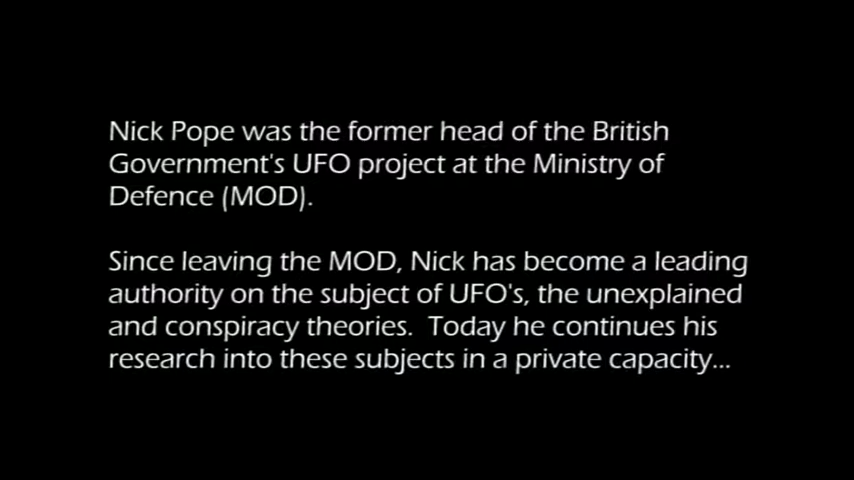 Nick Pope was the former head of the British
Government's UFO project at the Ministry of
Defence (MOD).
Since leaving the MOD, Nick has become a leading
authority on the subject of UFO's, the unexplained
and conspiracy theories.  Today he continues his
research into these subjects in a private capacity...